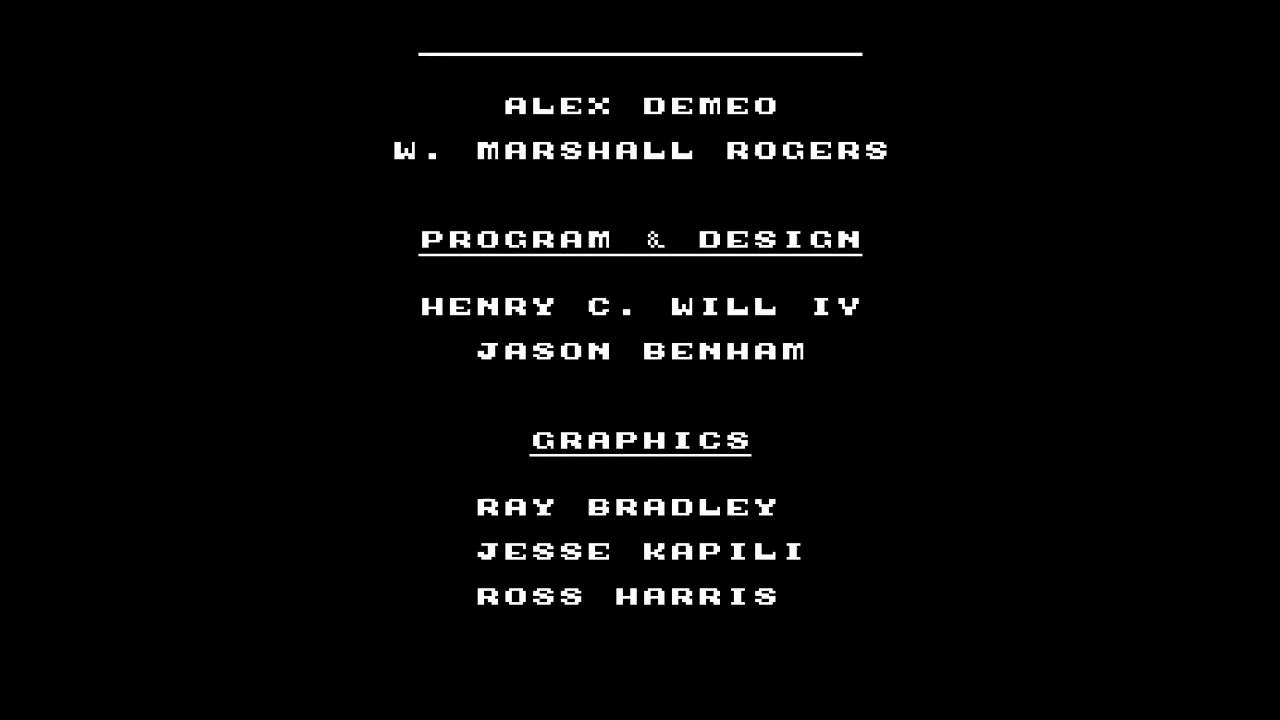 ALEX DEMEO
W. MARSHALL ROGERS
PROGRAM & DESIGN
HENRY C. WILL IV
JASON BENHAM
GRAPHICS
RAY BRADLEY
JESSE KAPILI
ROSS HARRIS